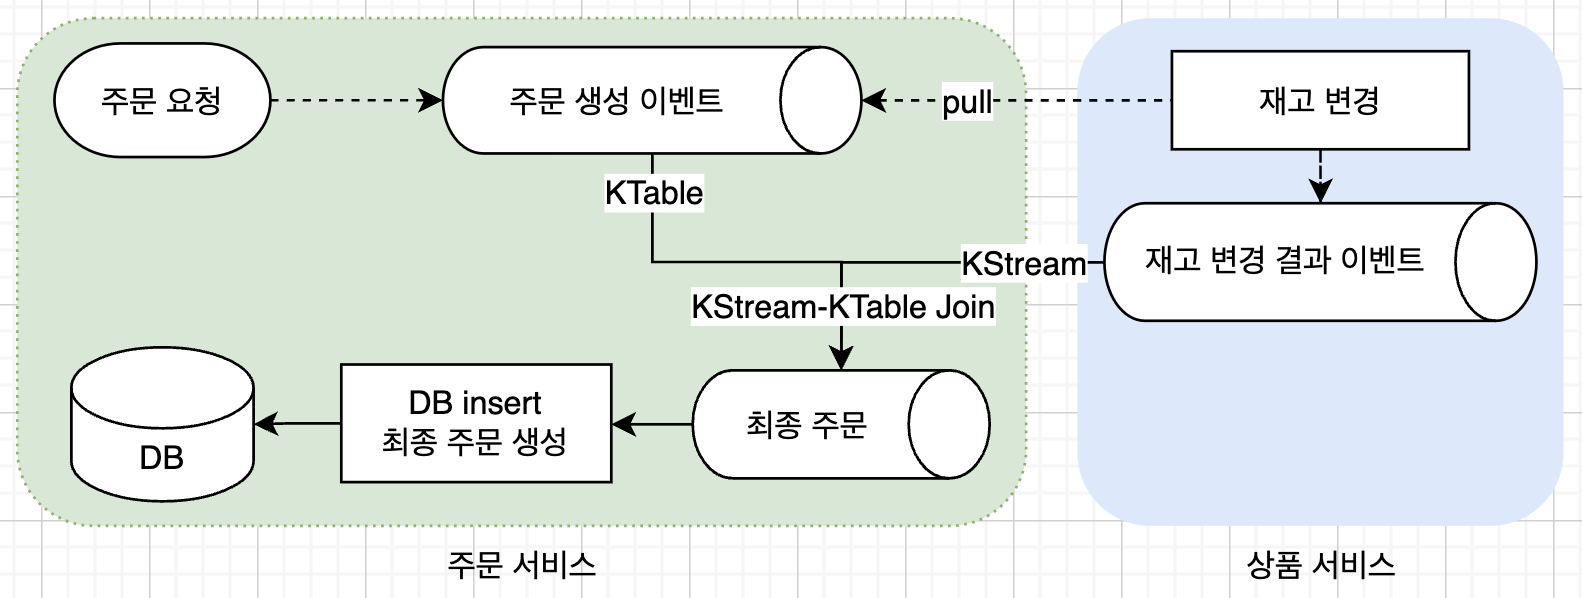 주문 요청
주문 생성 이벤트
pull
재고 변경
KTable
KStream
재고 변경 결과 이벤트
KStream-KTable Join
DB
DB insert
최종 주문 생성
최종 주문
주문 서비스
상품 서비스